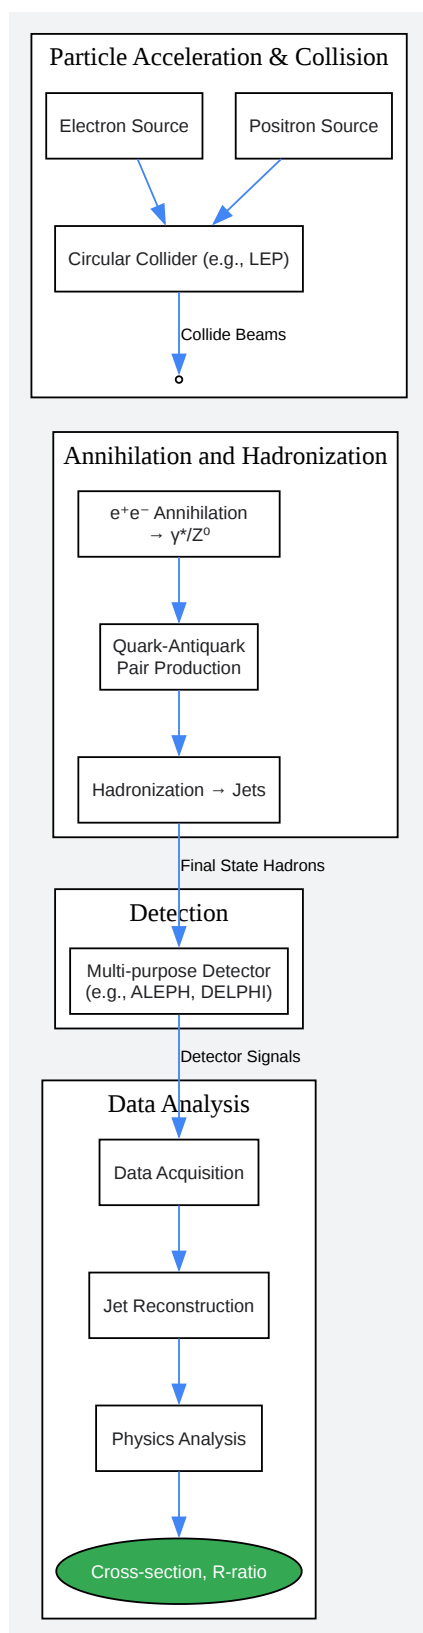 Particle Acceleration & Collision
Electron Source
Positron Source
Circular Collider (e.g., LEP)
Collide Beams
Annihilation and Hadronization
e⁺e⁻ Annihilation
→ γ*/Z⁰
Quark-Antiquark
Pair Production
Hadronization → Jets
Final State Hadrons
Detection
Multi-purpose Detector
(e.g., ALEPH, DELPHI)
Detector Signals
Data Analysis
Data Acquisition
Jet Reconstruction
Physics Analysis
Cross-section, R-ratio